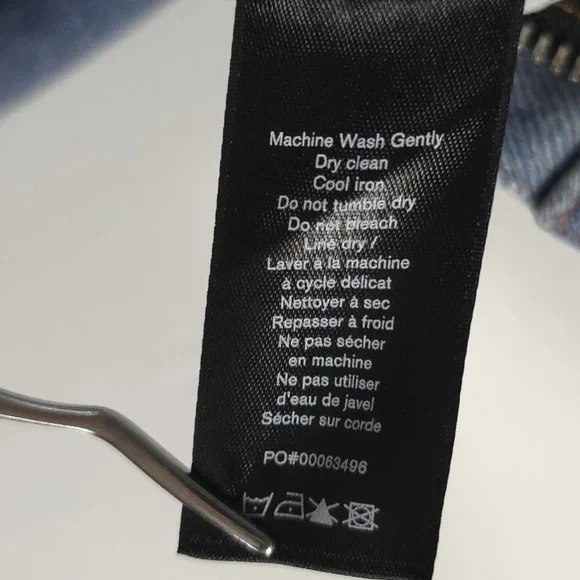 Machine Wash Gently
Dry clean
Cool iron
Do not tumble dry
Do not bleach
Line dry /
Laver à la machine
à cycle délicat
Nettoyer à sec
Repasser à froid
Ne pas sécher
en machine
Ne pas utiliser
d'eau de javel
Sécher sur corde
PO#00063496